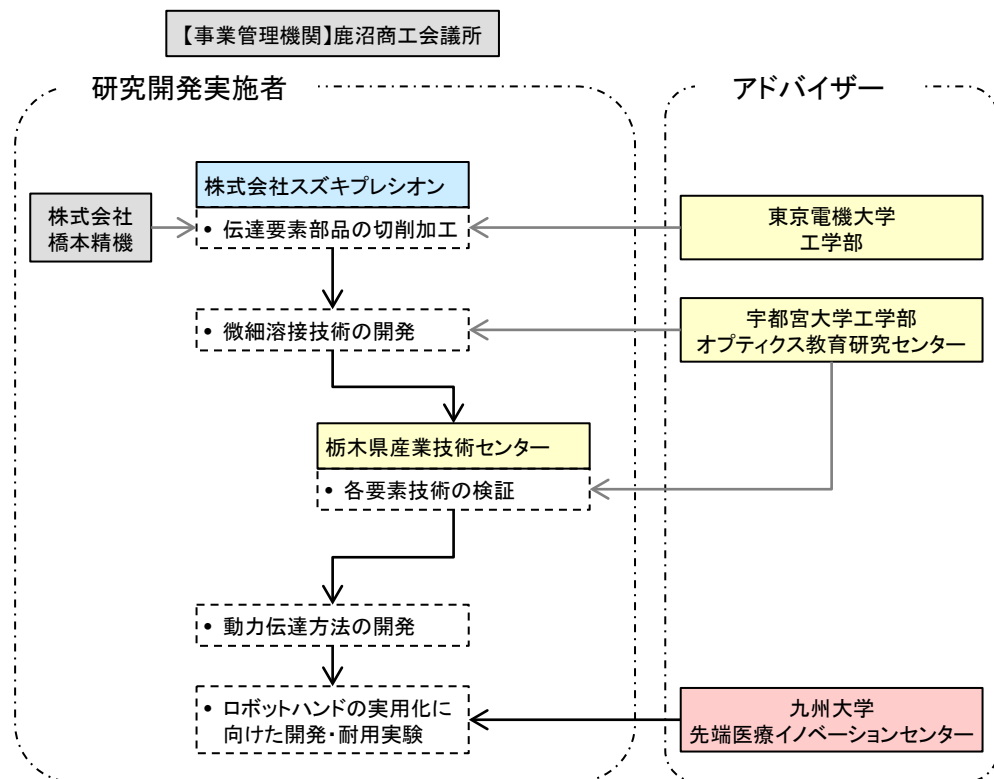 【事業管理機関】鹿沼商工会議所
研究開発実施者
アドバイザー
株式会社スズキプレシオン
• 伝達要素部品の切削加工
株式会社
橋本精機
東京電機大学
工学部
• 微細溶接技術の開発
宇都宮大学工学部
オプティクス教育研究センター
栃木県産業技術センター
• 各要素技術の検証
• 動力伝達方法の開発
• ロボットハンドの実用化に
向けた開発・耐用実験
九州大学
先端医療イノベーションセンター